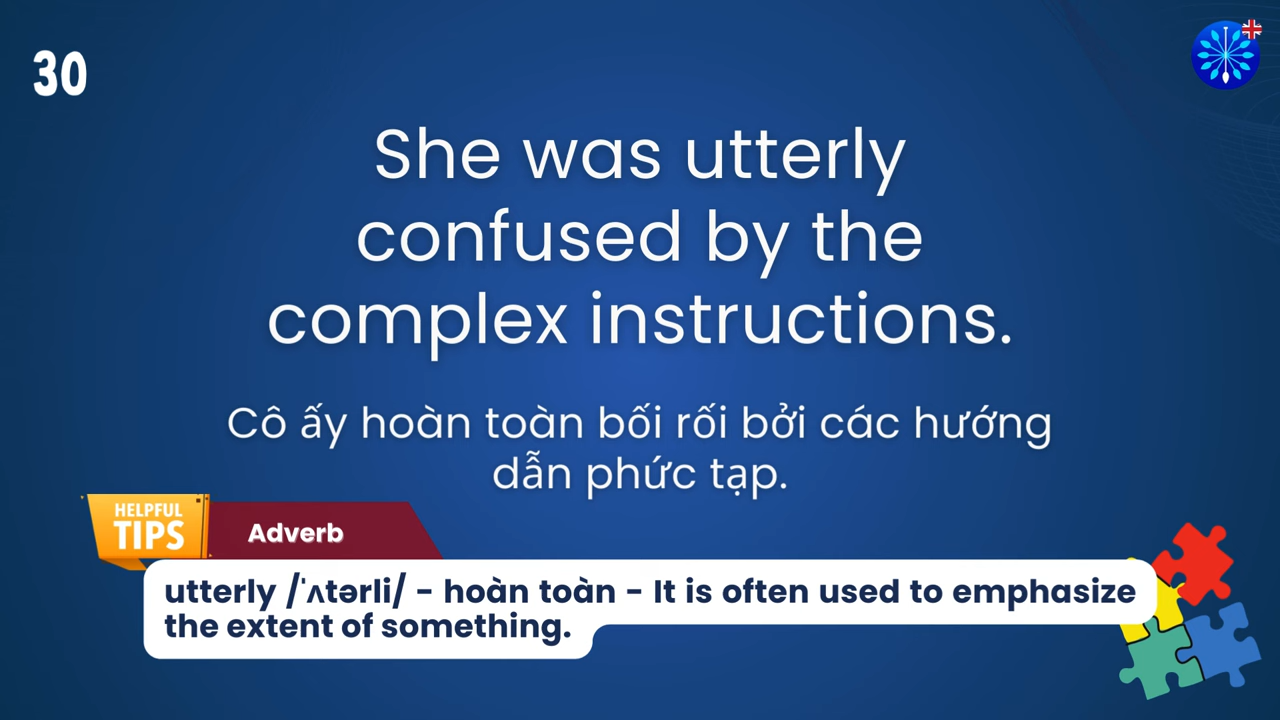 30
She was utterly
confused by the
complex instructions.
Cô ấy hoàn toàn bối rối bởi các hướng
dẫn phức tạp.
HELPFUL
TIPS
Adverb
utterly /ˈʌtərli/ - hoàn toàn - It is often used to emphasize
the extent of something.